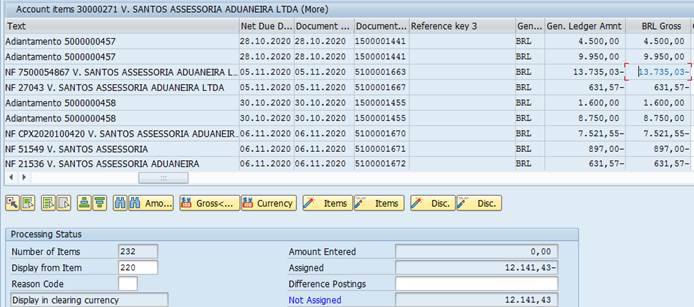 Account items 30000271 V. SANTOS ASSESSORIA ADUANEIRA LTDA (More)
Text Net Due D... Document ... Document... Reference key 3 Gen... Gen. Ledger Amnt BRL Gross
Adiantamento 5000000457 28.10.2020 28.10.2020 1500001441 BRL 4.500,00 4.500,00
Adiantamento 5000000457 28.10.2020 28.10.2020 1500001441 BRL 9.950,00 9.950,00
NF 7500054867 V. SANTOS ASSESSORIA ADUANEIRA L... 05.11.2020 05.11.2020 5100001663 BRL 13.735,03- 13.735,03-
NF 27043 V. SANTOS ASSESSORIA ADUANEIRA LTDA 05.11.2020 05.11.2020 5100001667 BRL 631,57- 631,57-
Adiantamento 5000000458 30.10.2020 30.10.2020 1500001455 BRL 1.600,00 1.600,00
Adiantamento 5000000458 30.10.2020 30.10.2020 1500001455 BRL 8.750,00 8.750,00
NF CPX2020100420 V. SANTOS ASSESSORIA ADUANEIR... 06.11.2020 06.11.2020 5100001670 BRL 7.521,55- 7.521,55-
NF 51549 V. SANTOS ASSESSORIA 06.11.2020 06.11.2020 5100001671 BRL 897,00- 897,00-
NF 21536 V. SANTOS ASSESSORIA ADUANEIRA 06.11.2020 06.11.2020 5100001672 BRL 631,57- 631,57-
Amo... Gross<... Currency Items Items Disc. Disc.
Processing Status
Number of Items 232 Amount Entered 0,00
Display from Item 220 Assigned 12.141,43-
Reason Code Difference Postings
Display in clearing currency Not Assigned 12.141,43